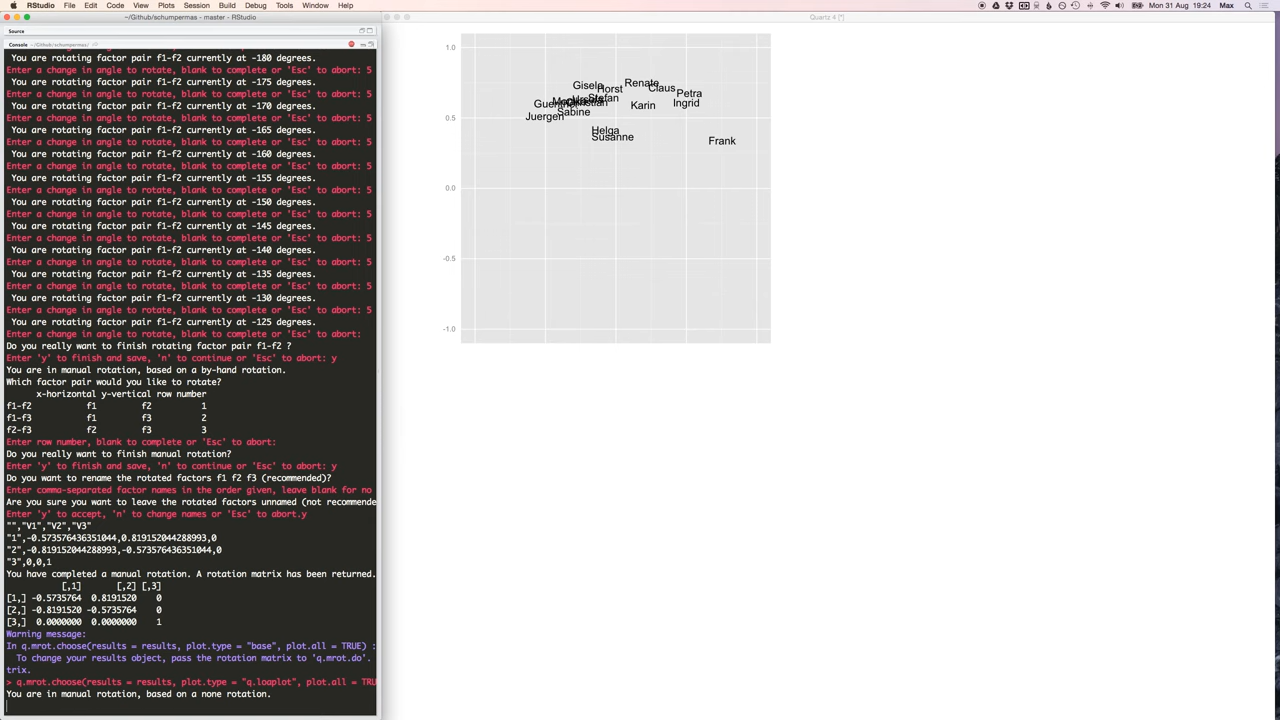 RStudio File Edit Code View Plots Session Build Debug Tools Window Help
Mon 31 Aug 19:24 Max
~/Github/schumpermas - master - RStudio
Quartz 4 [*]
Source
Console ~/Github/schumpermas/
You are rotating factor pair f1-f2 currently at -180 degrees.
Enter a change in angle to rotate, blank to complete or 'Esc' to abort: 5
You are rotating factor pair f1-f2 currently at -175 degrees.
Enter a change in angle to rotate, blank to complete or 'Esc' to abort: 5
You are rotating factor pair f1-f2 currently at -170 degrees.
Enter a change in angle to rotate, blank to complete or 'Esc' to abort: 5
You are rotating factor pair f1-f2 currently at -165 degrees.
Enter a change in angle to rotate, blank to complete or 'Esc' to abort: 5
You are rotating factor pair f1-f2 currently at -160 degrees.
Enter a change in angle to rotate, blank to complete or 'Esc' to abort: 5
You are rotating factor pair f1-f2 currently at -155 degrees.
Enter a change in angle to rotate, blank to complete or 'Esc' to abort: 5
You are rotating factor pair f1-f2 currently at -150 degrees.
Enter a change in angle to rotate, blank to complete or 'Esc' to abort: 5
You are rotating factor pair f1-f2 currently at -145 degrees.
Enter a change in angle to rotate, blank to complete or 'Esc' to abort: 5
You are rotating factor pair f1-f2 currently at -140 degrees.
Enter a change in angle to rotate, blank to complete or 'Esc' to abort: 5
You are rotating factor pair f1-f2 currently at -135 degrees.
Enter a change in angle to rotate, blank to complete or 'Esc' to abort: 5
You are rotating factor pair f1-f2 currently at -130 degrees.
Enter a change in angle to rotate, blank to complete or 'Esc' to abort: 5
You are rotating factor pair f1-f2 currently at -125 degrees.
Enter a change in angle to rotate, blank to complete or 'Esc' to abort:
Do you really want to finish rotating factor pair f1-f2 ?
Enter 'y' to finish and save, 'n' to continue or 'Esc' to abort: y
You are in manual rotation, based on a by-hand rotation.
Which factor pair would you like to rotate?
x-horizontal y-vertical row number
f1-f2 f1 f2 1
f1-f3 f1 f3 2
f2-f3 f2 f3 3
Enter row number, blank to complete or 'Esc' to abort:
Do you really want to finish manual rotation?
Enter 'y' to finish and save, 'n' to continue or 'Esc' to abort: y
Do you want to rename the rotated factors f1 f2 f3 (recommended)?
Enter comma-separated factor names in the order given, leave blank for no
Are you sure you want to leave the rotated factors unnamed (not recommende
Enter 'y' to accept, 'n' to change names or 'Esc' to abort.y
"","V1","V2","V3"
"1",-0.573576436351044,0.819152044288993,0
"2",-0.819152044288993,-0.573576436351044,0
"3",0,0,1
You have completed a manual rotation. A rotation matrix has been returned.
[,1] [,2] [,3]
[1,] -0.5735764 0.8191520 0
[2,] -0.8191520 -0.5735764 0
[3,] 0.0000000 0.0000000 1
Warning message:
In q.mrot.choose(results = results, plot.type = "base", plot.all = TRUE) :
To change your results object, pass the rotation matrix to 'q.mrot.do'.
trix.
> q.mrot.choose(results = results, plot.type = "q.loaplot", plot.all = TRU
You are in manual rotation, based on a none rotation.
1.0
Gisela
Renate
Horst
Claus
Petra
Stefan
Ingrid
Karin
Sabine
0.5
Juergen
Helga
Susanne
Frank
0.0
-0.5
-1.0